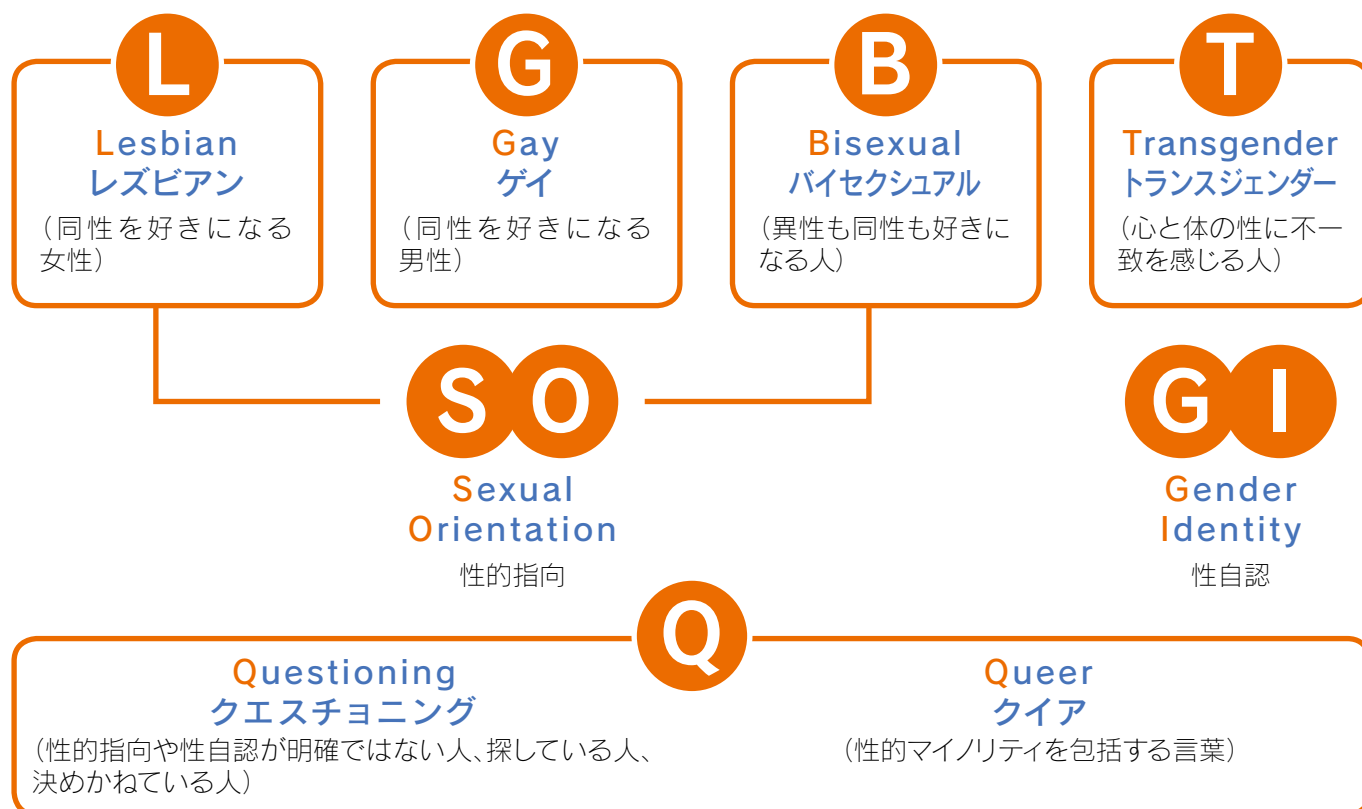 L
Lesbian
レズビアン
（同性を好きになる
女性）
G
Gay
ゲイ
（同性を好きになる
男性）
B
Bisexual
バイセクシュアル
（異性も同性も好きに
なる人）
T
Transgender
トランスジェンダー
（心と体の性に不一
致を感じる人）
SO
Sexual
Orientation
性的指向
GI
Gender
Identity
性自認
Q
Questioning
クエスチョニング
（性的指向や性自認が明確ではない人、探している人、
決めかねている人）
Queer
クイア
（性的マイノリティを包括する言葉）